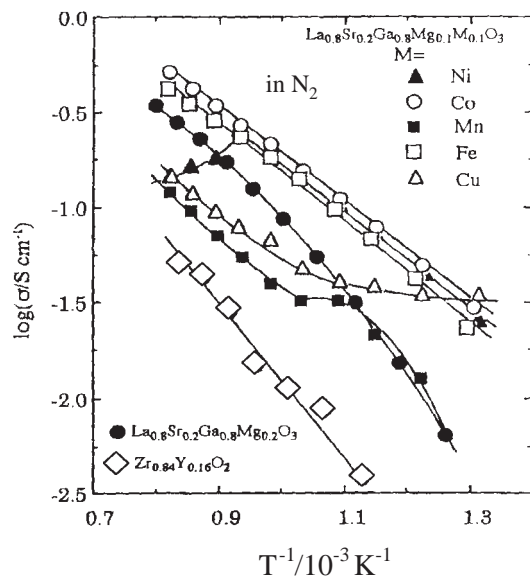 La0.8Sr0.2Ga0.8Mg0.1M0.1O3
M=
in N2
Ni
Co
Mn
Fe
Cu
0.0
-0.5
-1.0
-1.5
-2.0
-2.5
log(σ/S cm⁻¹)
La0.8Sr0.2Ga0.8Mg0.2O3
Zr0.84Y0.16O2
0.7
0.9
1.1
1.3
T⁻¹/10⁻³ K⁻¹